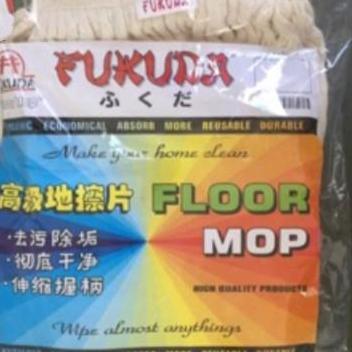 FUKUDA
FUKUDA
ふくだ
ECONOMICAL ABSORB MORE REUSABLE DURABLE
Make your home clean
高级地擦片 FLOOR MOP
·去污除垢
·彻底干净
·伸缩握柄
HIGH QUALITY PRODUCTS
Wipe almost anythings